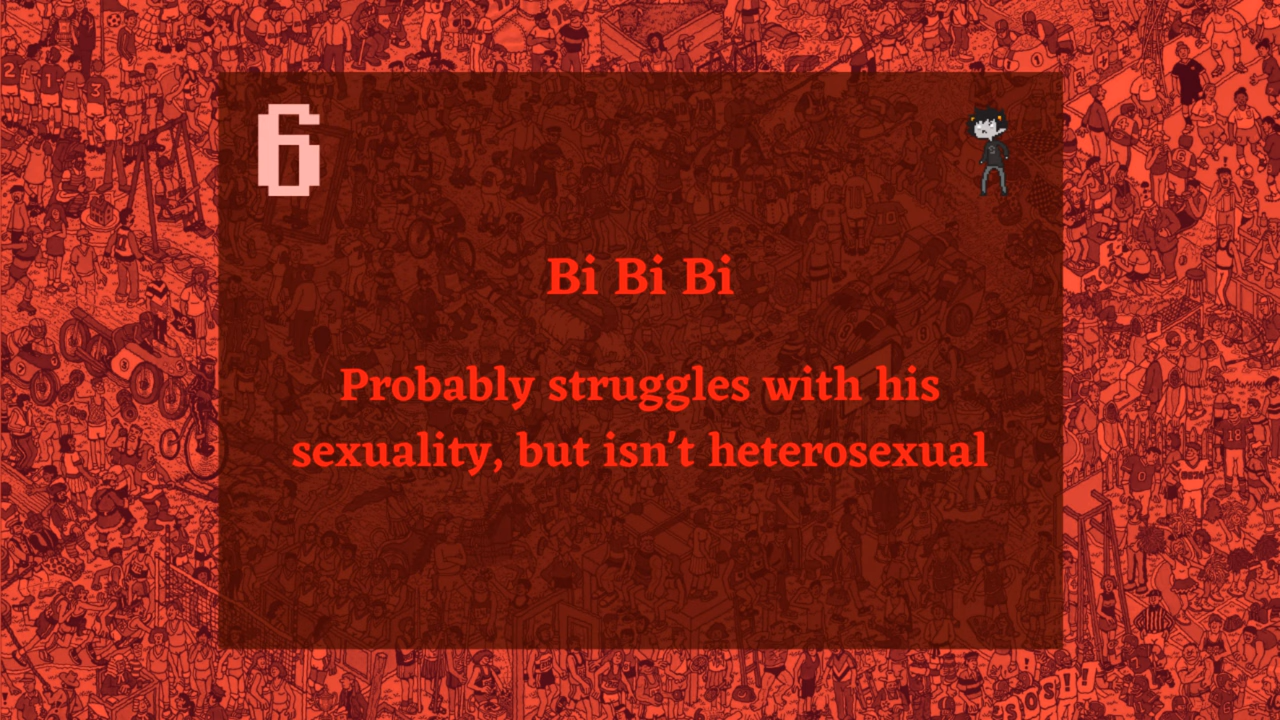 6
Bi Bi Bi
Probably struggles with his
sexuality, but isn't heterosexual